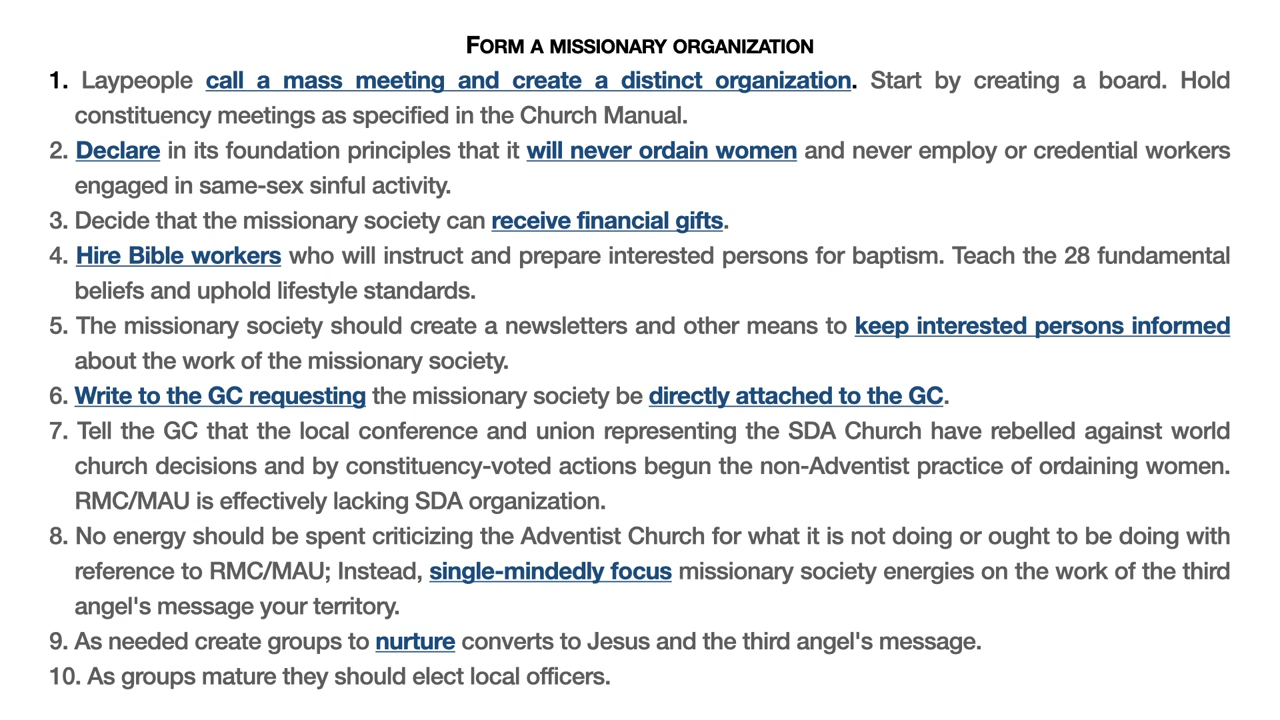 FORM A MISSIONARY ORGANIZATION
1. Laypeople call a mass meeting and create a distinct organization. Start by creating a board. Hold
constituency meetings as specified in the Church Manual.
2. Declare in its foundation principles that it will never ordain women and never employ or credential workers
engaged in same-sex sinful activity.
3. Decide that the missionary society can receive financial gifts.
4. Hire Bible workers who will instruct and prepare interested persons for baptism. Teach the 28 fundamental
beliefs and uphold lifestyle standards.
5. The missionary society should create a newsletters and other means to keep interested persons informed
about the work of the missionary society.
6. Write to the GC requesting the missionary society be directly attached to the GC.
7. Tell the GC that the local conference and union representing the SDA Church have rebelled against world
church decisions and by constituency-voted actions begun the non-Adventist practice of ordaining women.
RMC/MAU is effectively lacking SDA organization.
8. No energy should be spent criticizing the Adventist Church for what it is not doing or ought to be doing with
reference to RMC/MAU; Instead, single-mindedly focus missionary society energies on the work of the third
angel's message your territory.
9. As needed create groups to nurture converts to Jesus and the third angel's message.
10. As groups mature they should elect local officers.